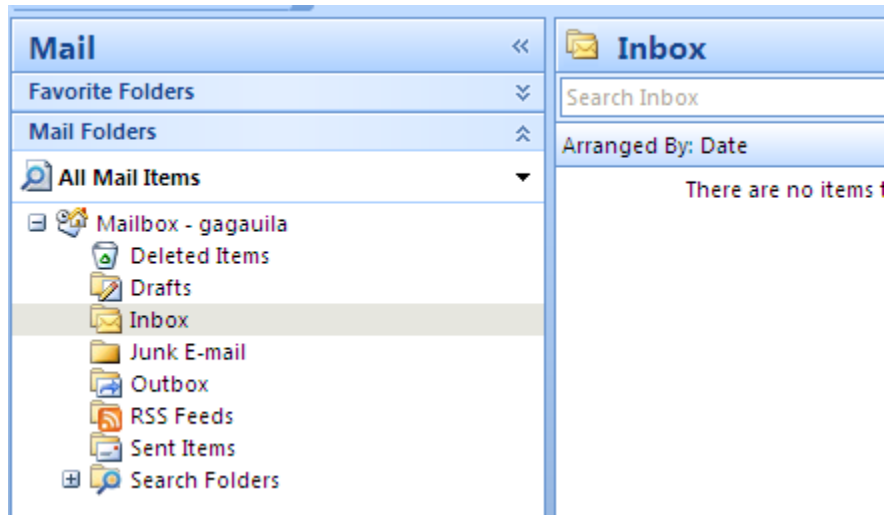 Mail
Favorite Folders
Mail Folders
All Mail Items
Mailbox - gagauila
Deleted Items
Drafts
Inbox
Junk E-mail
Outbox
RSS Feeds
Sent Items
Search Folders
Inbox
Search Inbox
Arranged By: Date
There are no items t